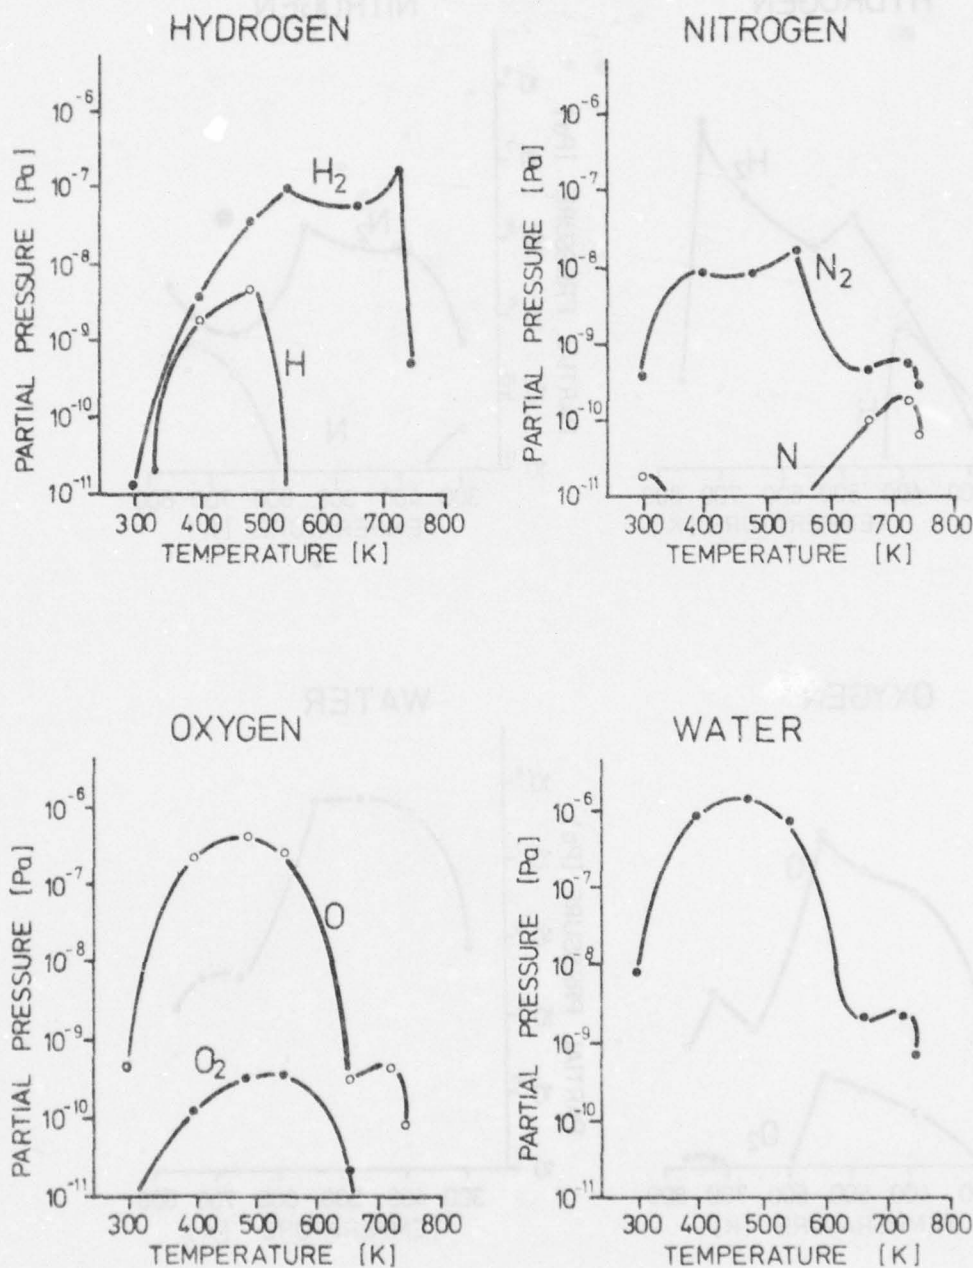 HYDROGEN
PARTIAL PRESSURE [Pa]
10-6
10-7
10-8
10-9
10-10
10-11
H2
H
300 400 500 600 700 800
TEMPERATURE [K]
NITROGEN
PARTIAL PRESSURE [Pa]
10-6
10-7
10-8
10-9
10-10
10-11
N2
N
300 400 500 600 700 800
TEMPERATURE [K]
OXYGEN
PARTIAL PRESSURE [Pa]
10-6
10-7
10-8
10-9
10-10
10-11
O
O2
300 400 500 600 700 800
TEMPERATURE [K]
WATER
PARTIAL PRESSURE [Pa]
10-6
10-7
10-8
10-9
10-10
10-11
300 400 500 600 700 800
TEMPERATURE [K]